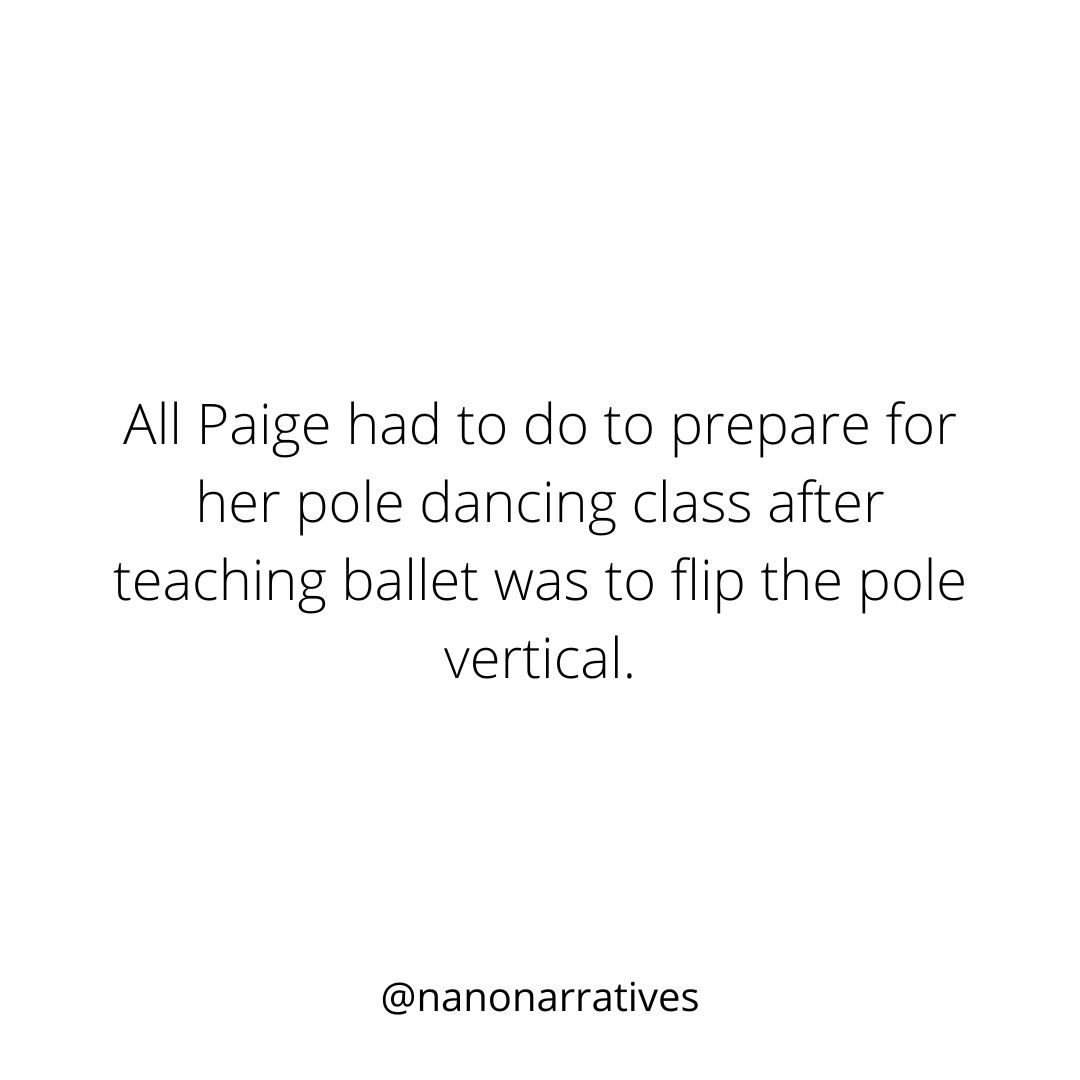 All Paige had to do to prepare for
her pole dancing class after
teaching ballet was to flip the pole
vertical.
@nanonarratives